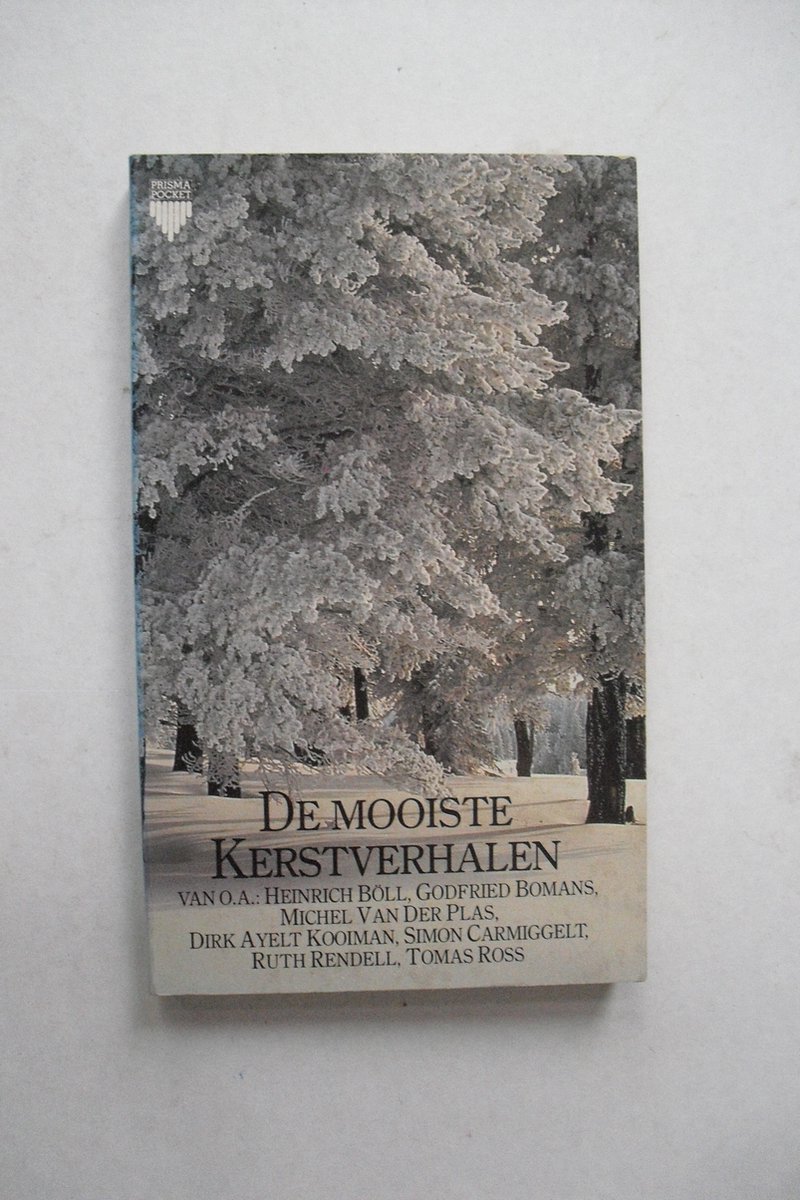 PRISMA
POCKET
DE MOOISTE
KERSTVERHALEN
VAN O.A.: HEINRICH BÖLL, GODFRIED BOMANS,
MICHEL VAN DER PLAS,
DIRK AYELT KOOIMAN, SIMON CARMIGGELT,
RUTH RENDELL, TOMAS ROSS